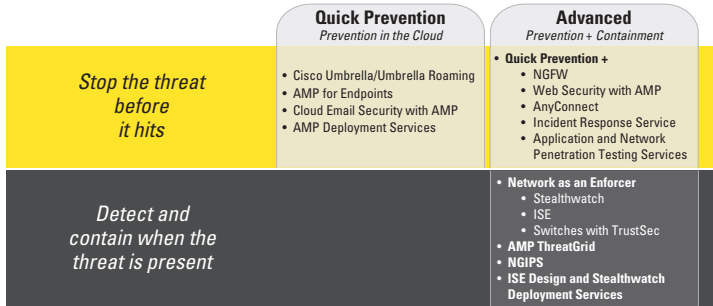 Quick Prevention
Prevention in the Cloud
Advanced
Prevention + Containment
Stop the threat
before
it hits
• Cisco Umbrella/Umbrella Roaming
• AMP for Endpoints
• Cloud Email Security with AMP
• AMP Deployment Services
• Quick Prevention +
• NGFW
• Web Security with AMP
• AnyConnect
• Incident Response Service
• Application and Network
Penetration Testing Services
Detect and
contain when the
threat is present
• Network as an Enforcer
• Stealthwatch
• ISE
• Switches with TrustSec
• AMP ThreatGrid
• NGIPS
• ISE Design and Stealthwatch
Deployment Services